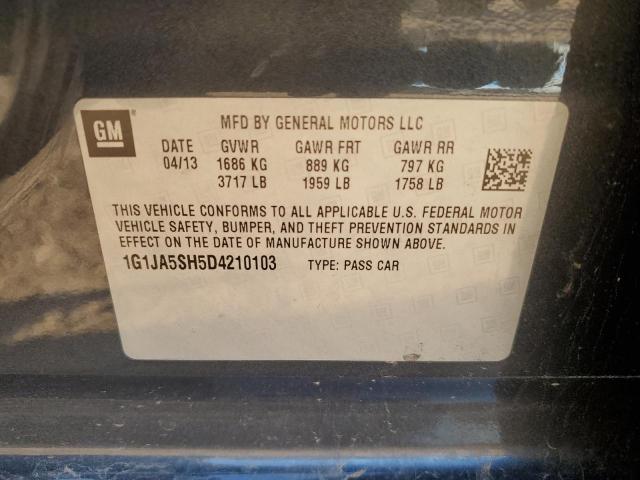 GM
MFD BY GENERAL MOTORS LLC
DATE GVWR GAWR FRT GAWR RR
04/13 1686 KG 889 KG 797 KG
3717 LB 1959 LB 1758 LB
THIS VEHICLE CONFORMS TO ALL APPLICABLE U.S. FEDERAL MOTOR
VEHICLE SAFETY, BUMPER, AND THEFT PREVENTION STANDARDS IN
EFFECT ON THE DATE OF MANUFACTURE SHOWN ABOVE.
1G1JA5SH5D4210103 TYPE: PASS CAR